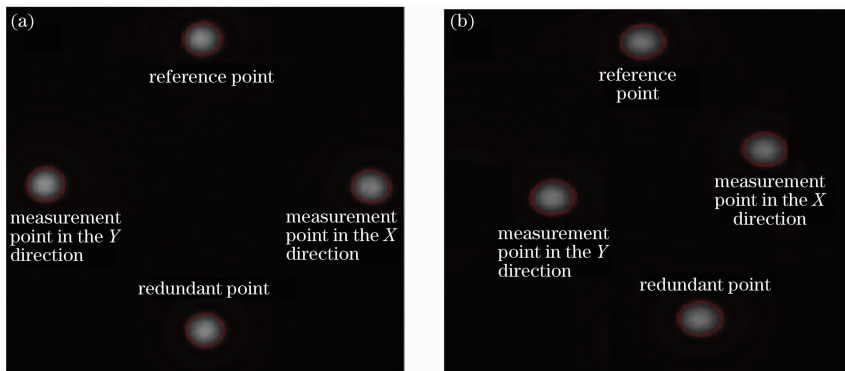 (a)
reference point
measurement
point in the Y
direction
measurement
point in the X
direction
redundant point
(b)
reference
point
measurement
point in the X
direction
measurement
point in the Y
direction
redundant point